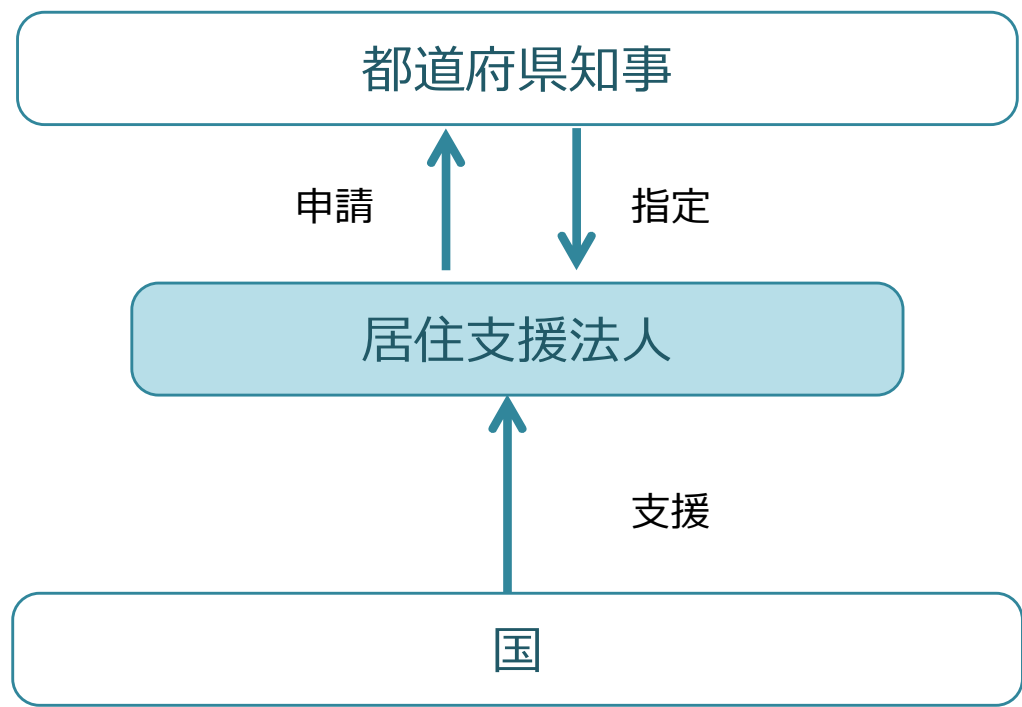 都道府県知事
申請
指定
居住支援法人
支援
国